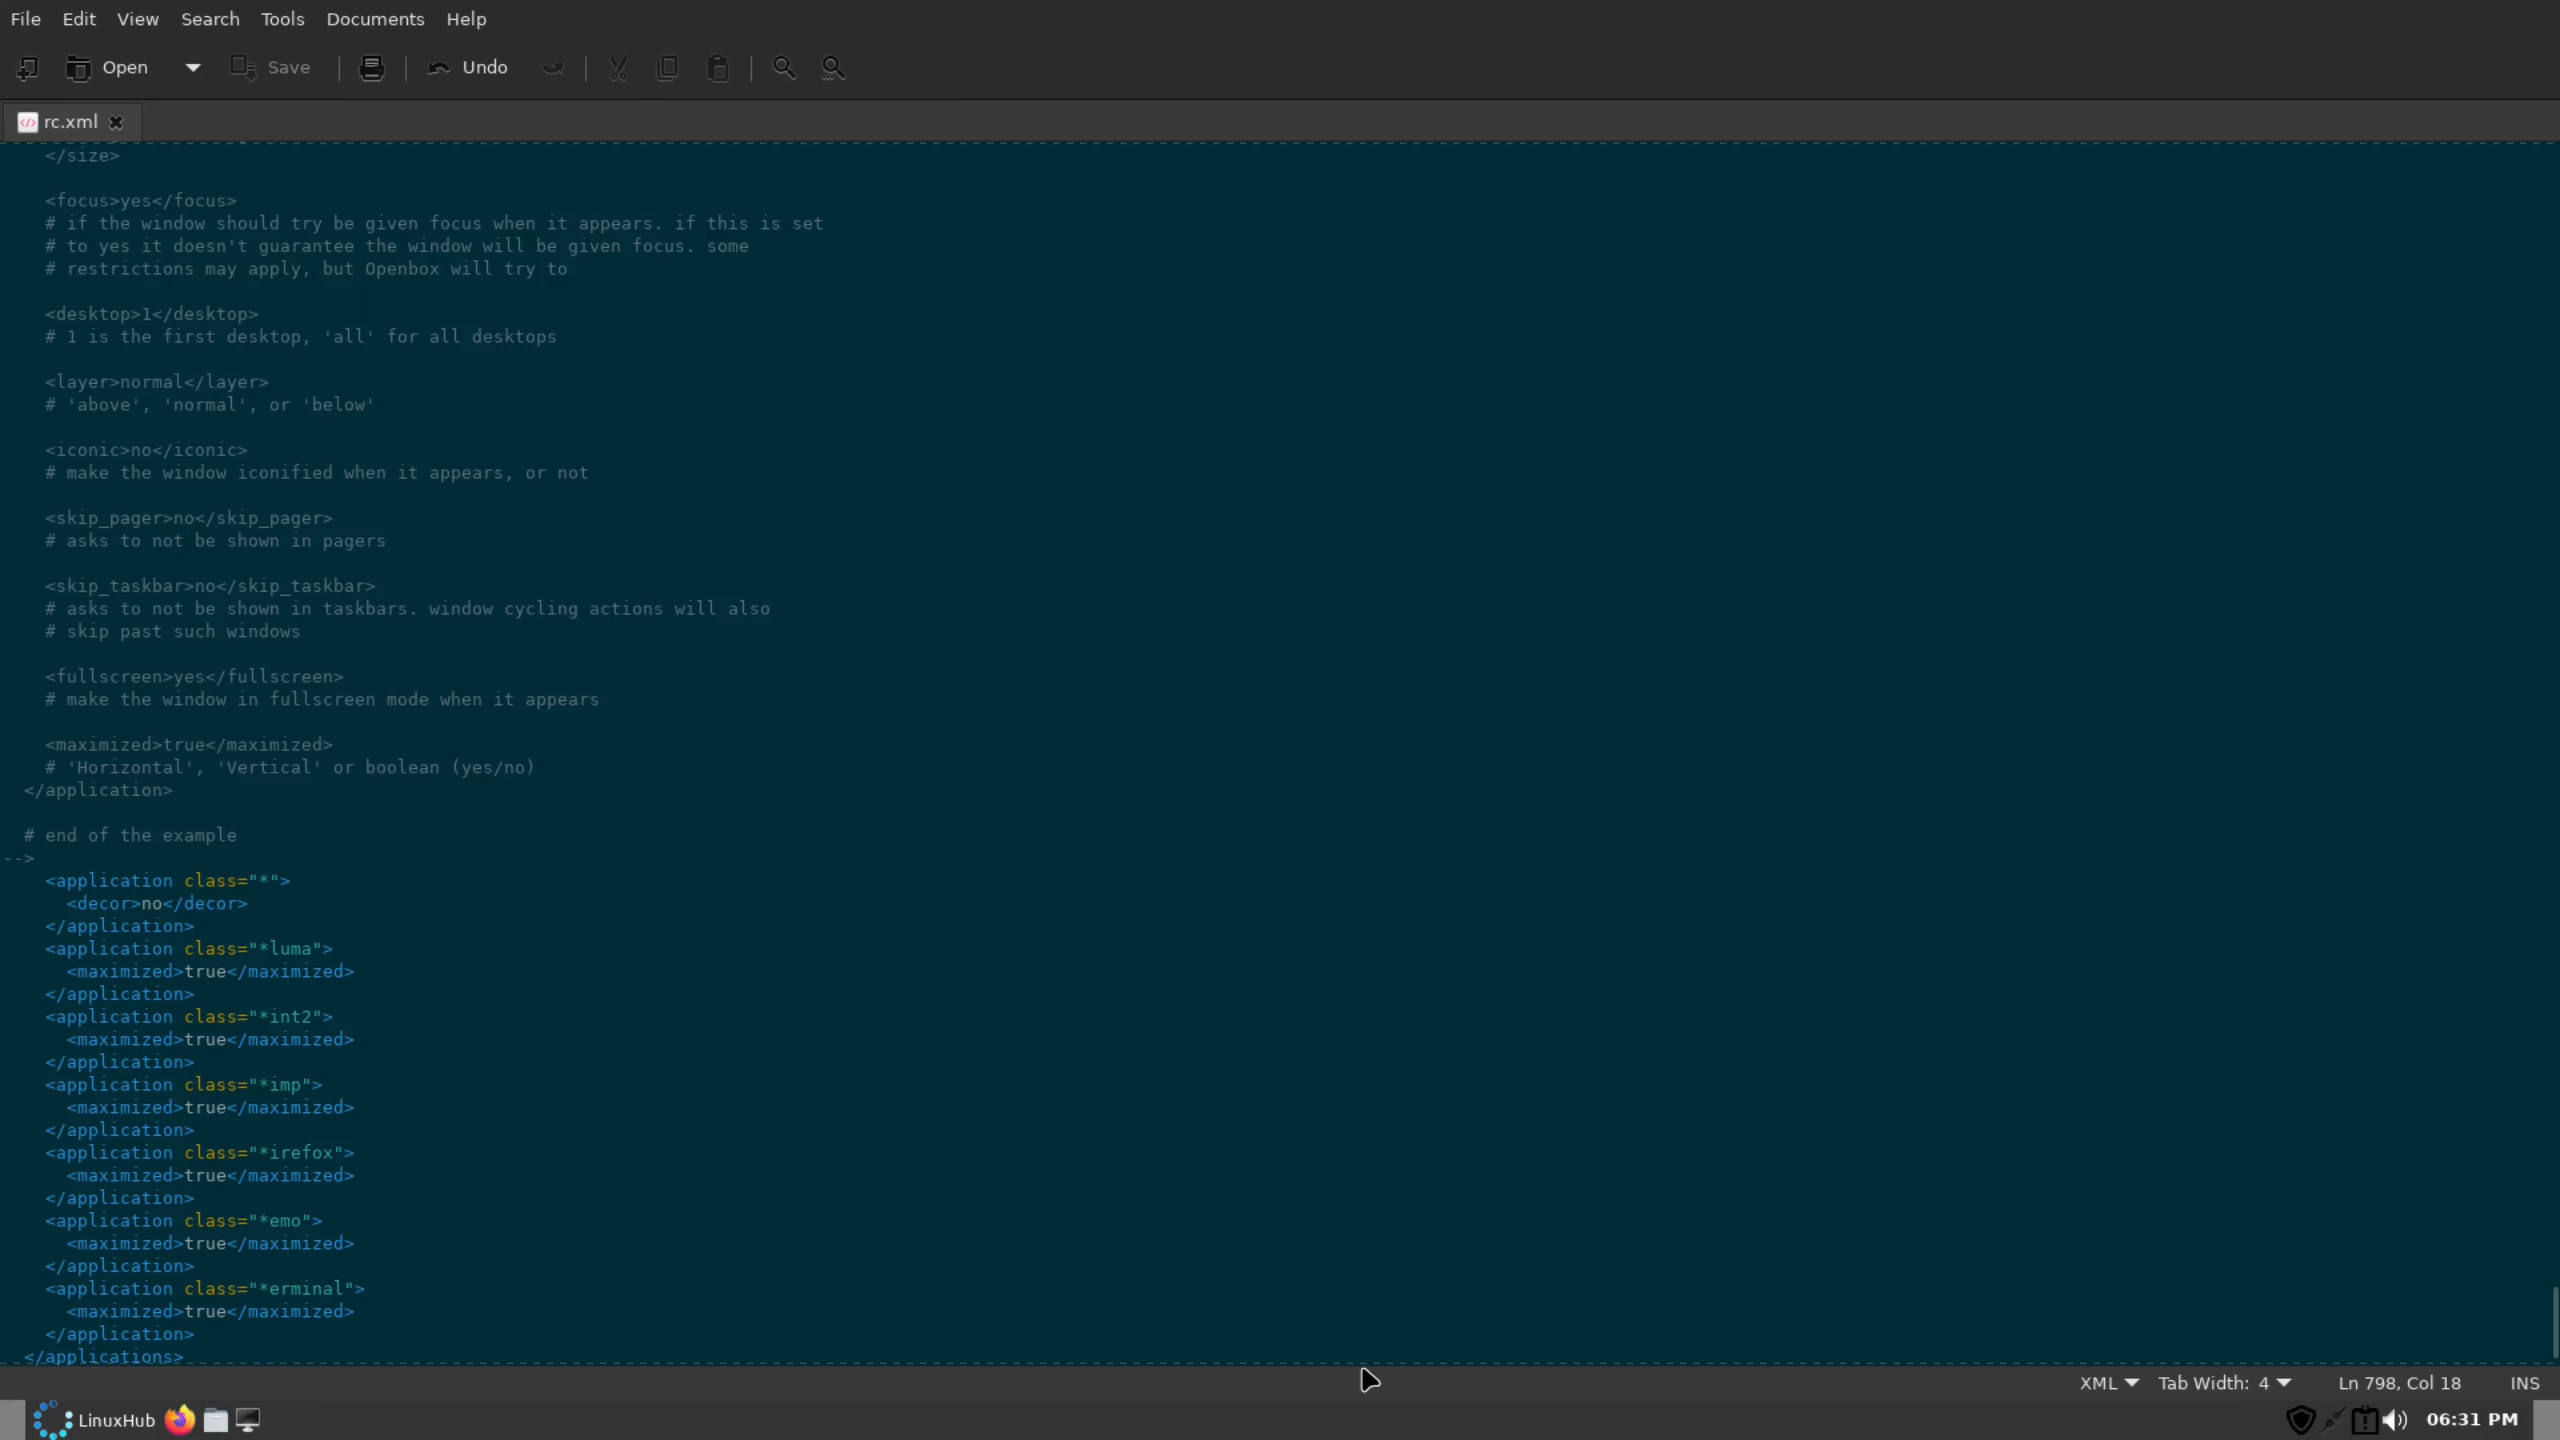 File Edit View Search Tools Documents Help
Open Save Undo
rc.xml
</size>
<focus>yes</focus>
# if the window should try be given focus when it appears. if this is set
# to yes it doesn't guarantee the window will be given focus. some
# restrictions may apply, but Openbox will try to
<desktop>1</desktop>
# 1 is the first desktop, 'all' for all desktops
<layer>normal</layer>
# 'above', 'normal', or 'below'
<iconic>no</iconic>
# make the window iconified when it appears, or not
<skip_pager>no</skip_pager>
# asks to not be shown in pagers
<skip_taskbar>no</skip_taskbar>
# asks to not be shown in taskbars. window cycling actions will also
# skip past such windows
<fullscreen>yes</fullscreen>
# make the window in fullscreen mode when it appears
<maximized>true</maximized>
# 'Horizontal', 'Vertical' or boolean (yes/no)
</application>
# end of the example
-->
<application class="*">
<decor>no</decor>
</application>
<application class="*luma">
<maximized>true</maximized>
</application>
<application class="*int2">
<maximized>true</maximized>
</application>
<application class="*imp">
<maximized>true</maximized>
</application>
<application class="*irefox">
<maximized>true</maximized>
</application>
<application class="*emo">
<maximized>true</maximized>
</application>
<application class="*erminal">
<maximized>true</maximized>
</application>
</applications>
XML Tab Width: 4 Ln 798, Col 18 INS
LinuxHub 06:31 PM